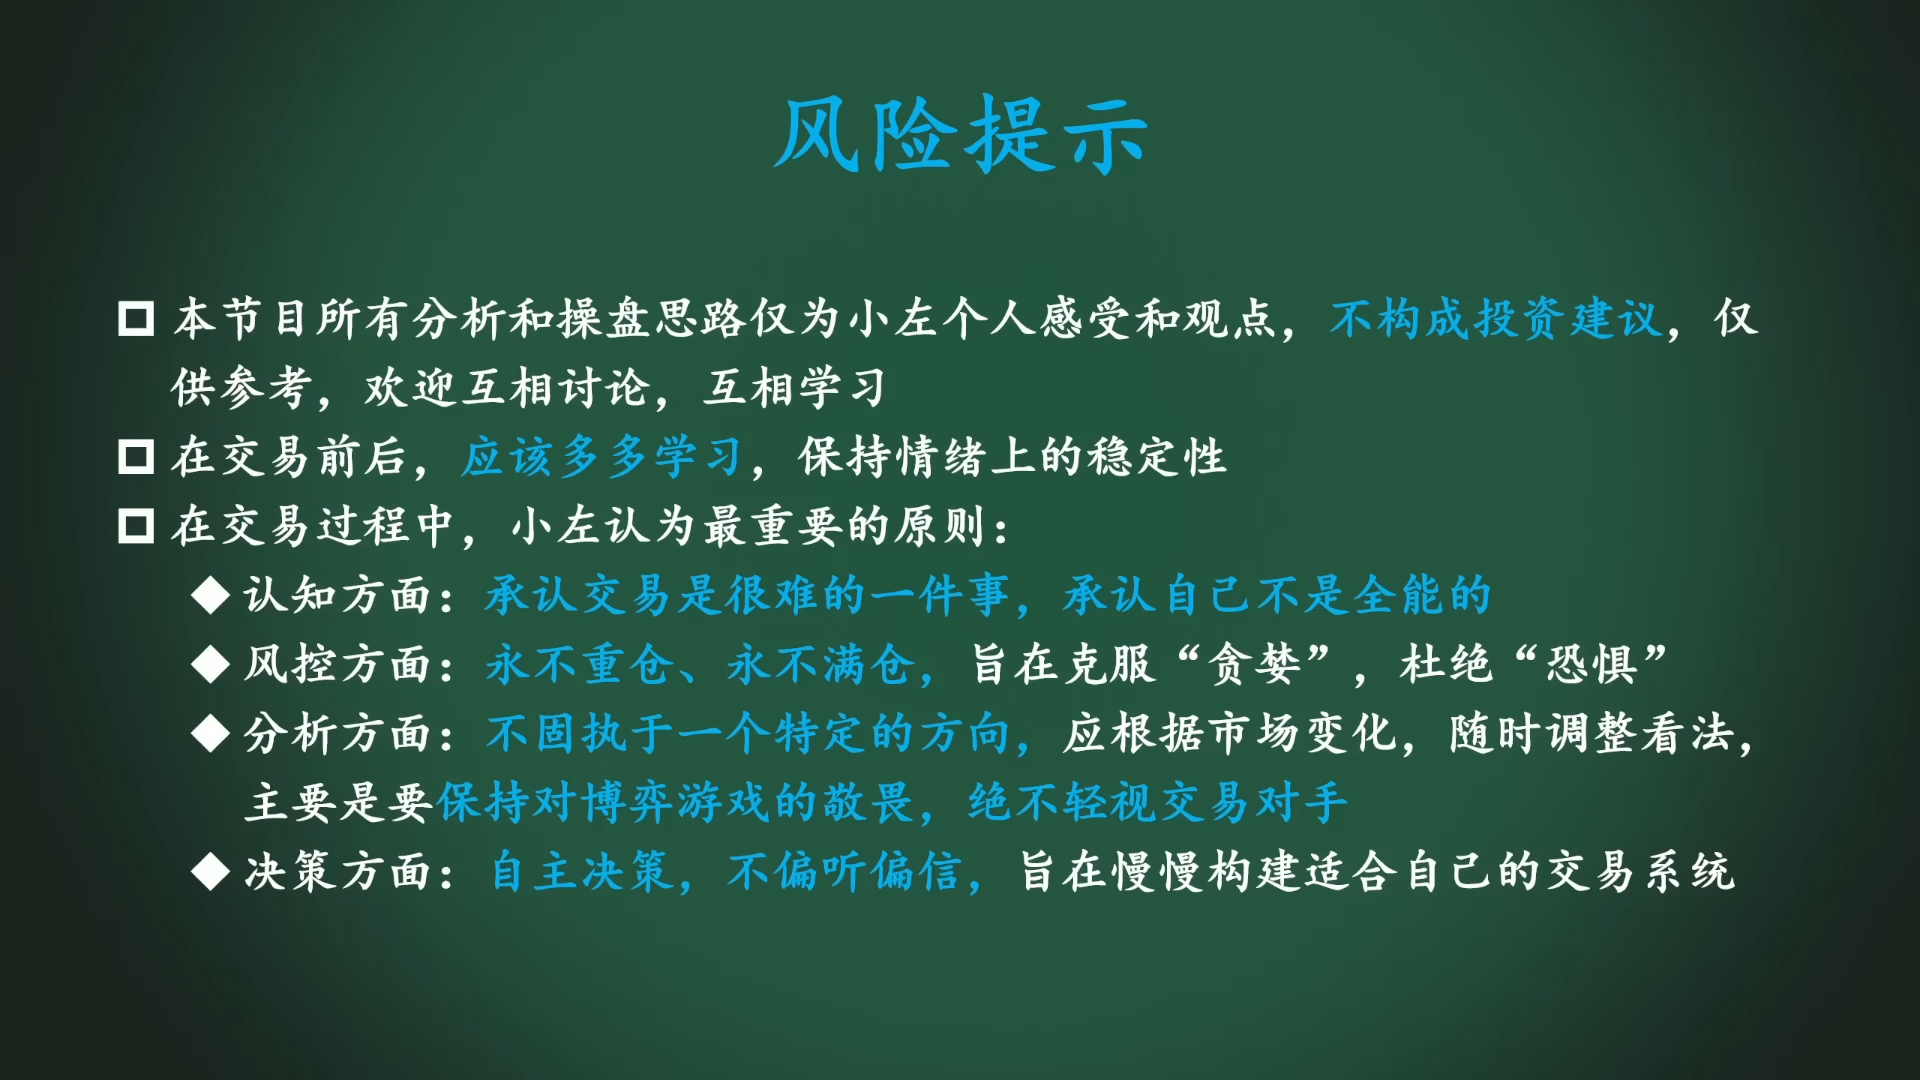 风险提示
本节目所有分析和操盘思路仅为小左个人感受和观点，不构成投资建议，仅
供参考，欢迎互相讨论，互相学习
在交易前后，应该多多学习，保持情绪上的稳定性
在交易过程中，小左认为最重要的原则：
认知方面：承认交易是很难的一件事，承认自己不是全能的
风控方面：永不重仓、永不满仓，旨在克服“贪婪”，杜绝“恐惧”
分析方面：不固执于一个特定的方向，应根据市场变化，随时调整看法，
主要是要保持对博弈游戏的敬畏，绝不轻视交易对手
决策方面：自主决策，不偏听偏信，旨在慢慢构建适合自己的交易系统